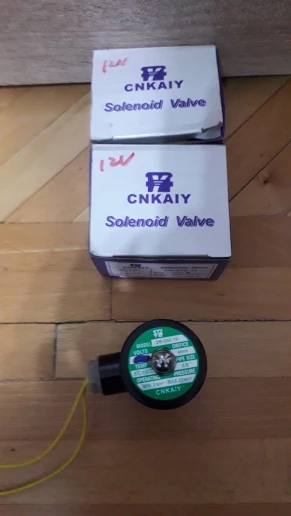 12V
CNKAIY
Solenoid Valve
12V
CNKAIY
Solenoid Valve
MODEL
VOLTS
ORIFICE
TEMP
PIPE SIZE
OPERATING
PRESSURE
CNKAIY